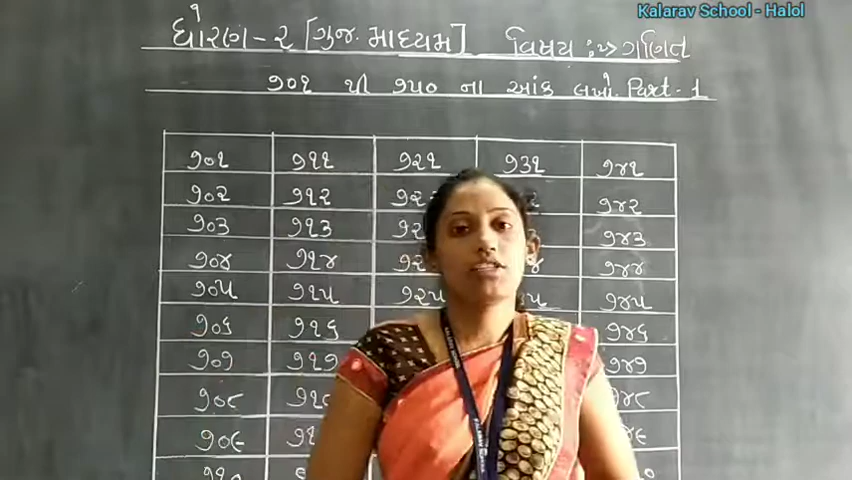 Kalarav School - Halol
ધોરણ-૨ [ગુજ. માધ્યમ] વિષય :-> ગણિત
૭૦૧ થી ૭૫૦ ના આંક લખો. Part-1
૭૦૧ ૭૧૧ ૭૨૧ ૭૩૧ ૭૪૧
૭૦૨ ૭૧૨ ૭૪૨
૭૦૩ ૭૧૩ ૭૪૩
૭૦૪ ૭૧૪ ૭૪૪
૭૦૫ ૭૧૫ ૭૨૫ ૭૪૫
૭૦૬ ૭૧૬ ૭૪૬
૭૦૭ ૭૧૭ ૭૪૭
૭૦૮ ૭૪૮
૭૦૯
૭૧૦